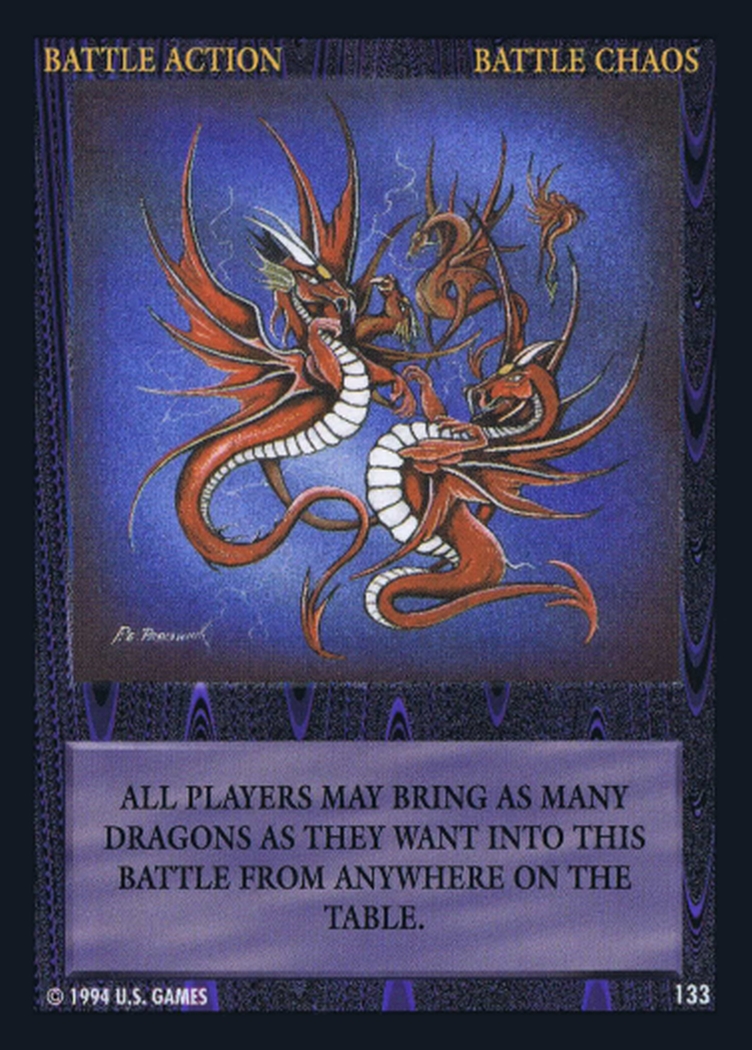 BATTLE ACTION
BATTLE CHAOS
ALL PLAYERS MAY BRING AS MANY
DRAGONS AS THEY WANT INTO THIS
BATTLE FROM ANYWHERE ON THE
TABLE.
© 1994 U.S. GAMES
133